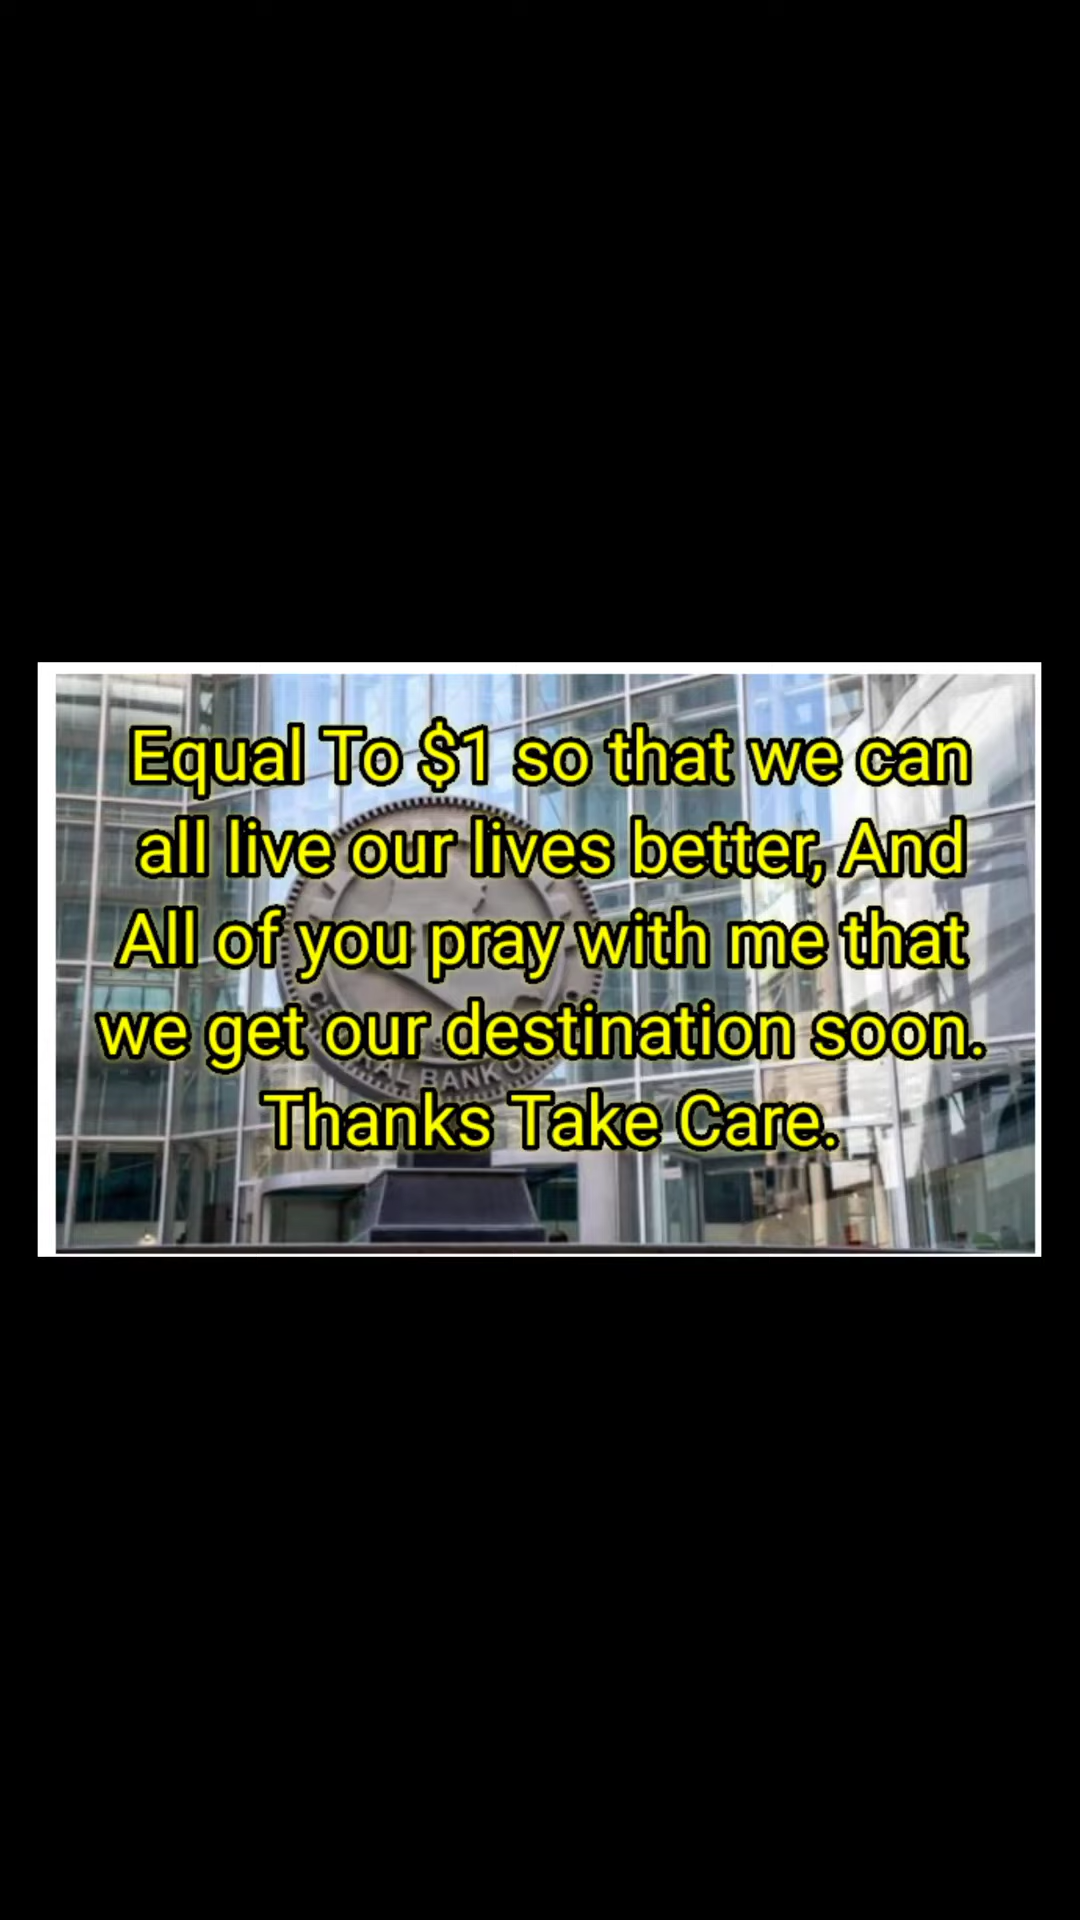 Equal To $1 so that we can
all live our lives better, And
All of you pray with me that
we get our destination soon.
Thanks Take Care.
BANK